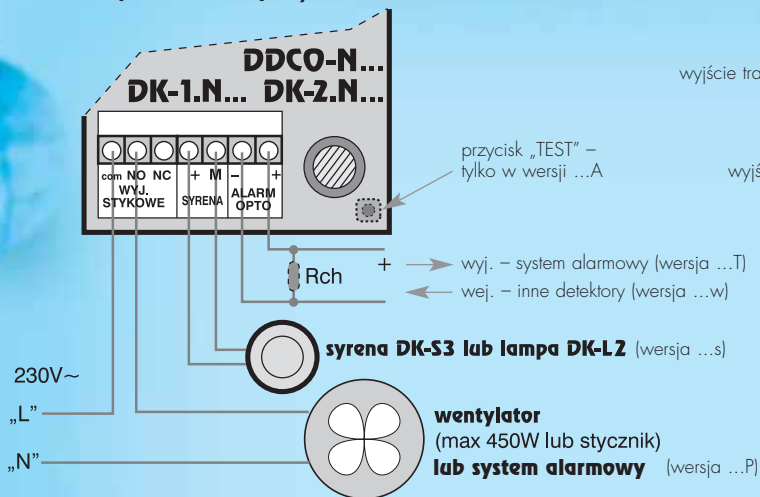 DDCO-N...
DK-1.N... DK-2.N...
wyjście tra
przycisk „TEST” –
tylko w wersji ...A
wyjś
com NO NC + M – +
WYJ. STYKOWE
SYRENA
ALARM OPTO
Rch
+
wyj. – system alarmowy (wersja ...T)
wej. – inne detektory (wersja ...w)
syrena DK-S3 lub lampa DK-L2 (wersja ...s)
230V~
„L”
„N”
wentylator
(max 450W lub stycznik)
lub system alarmowy (wersja ...P)